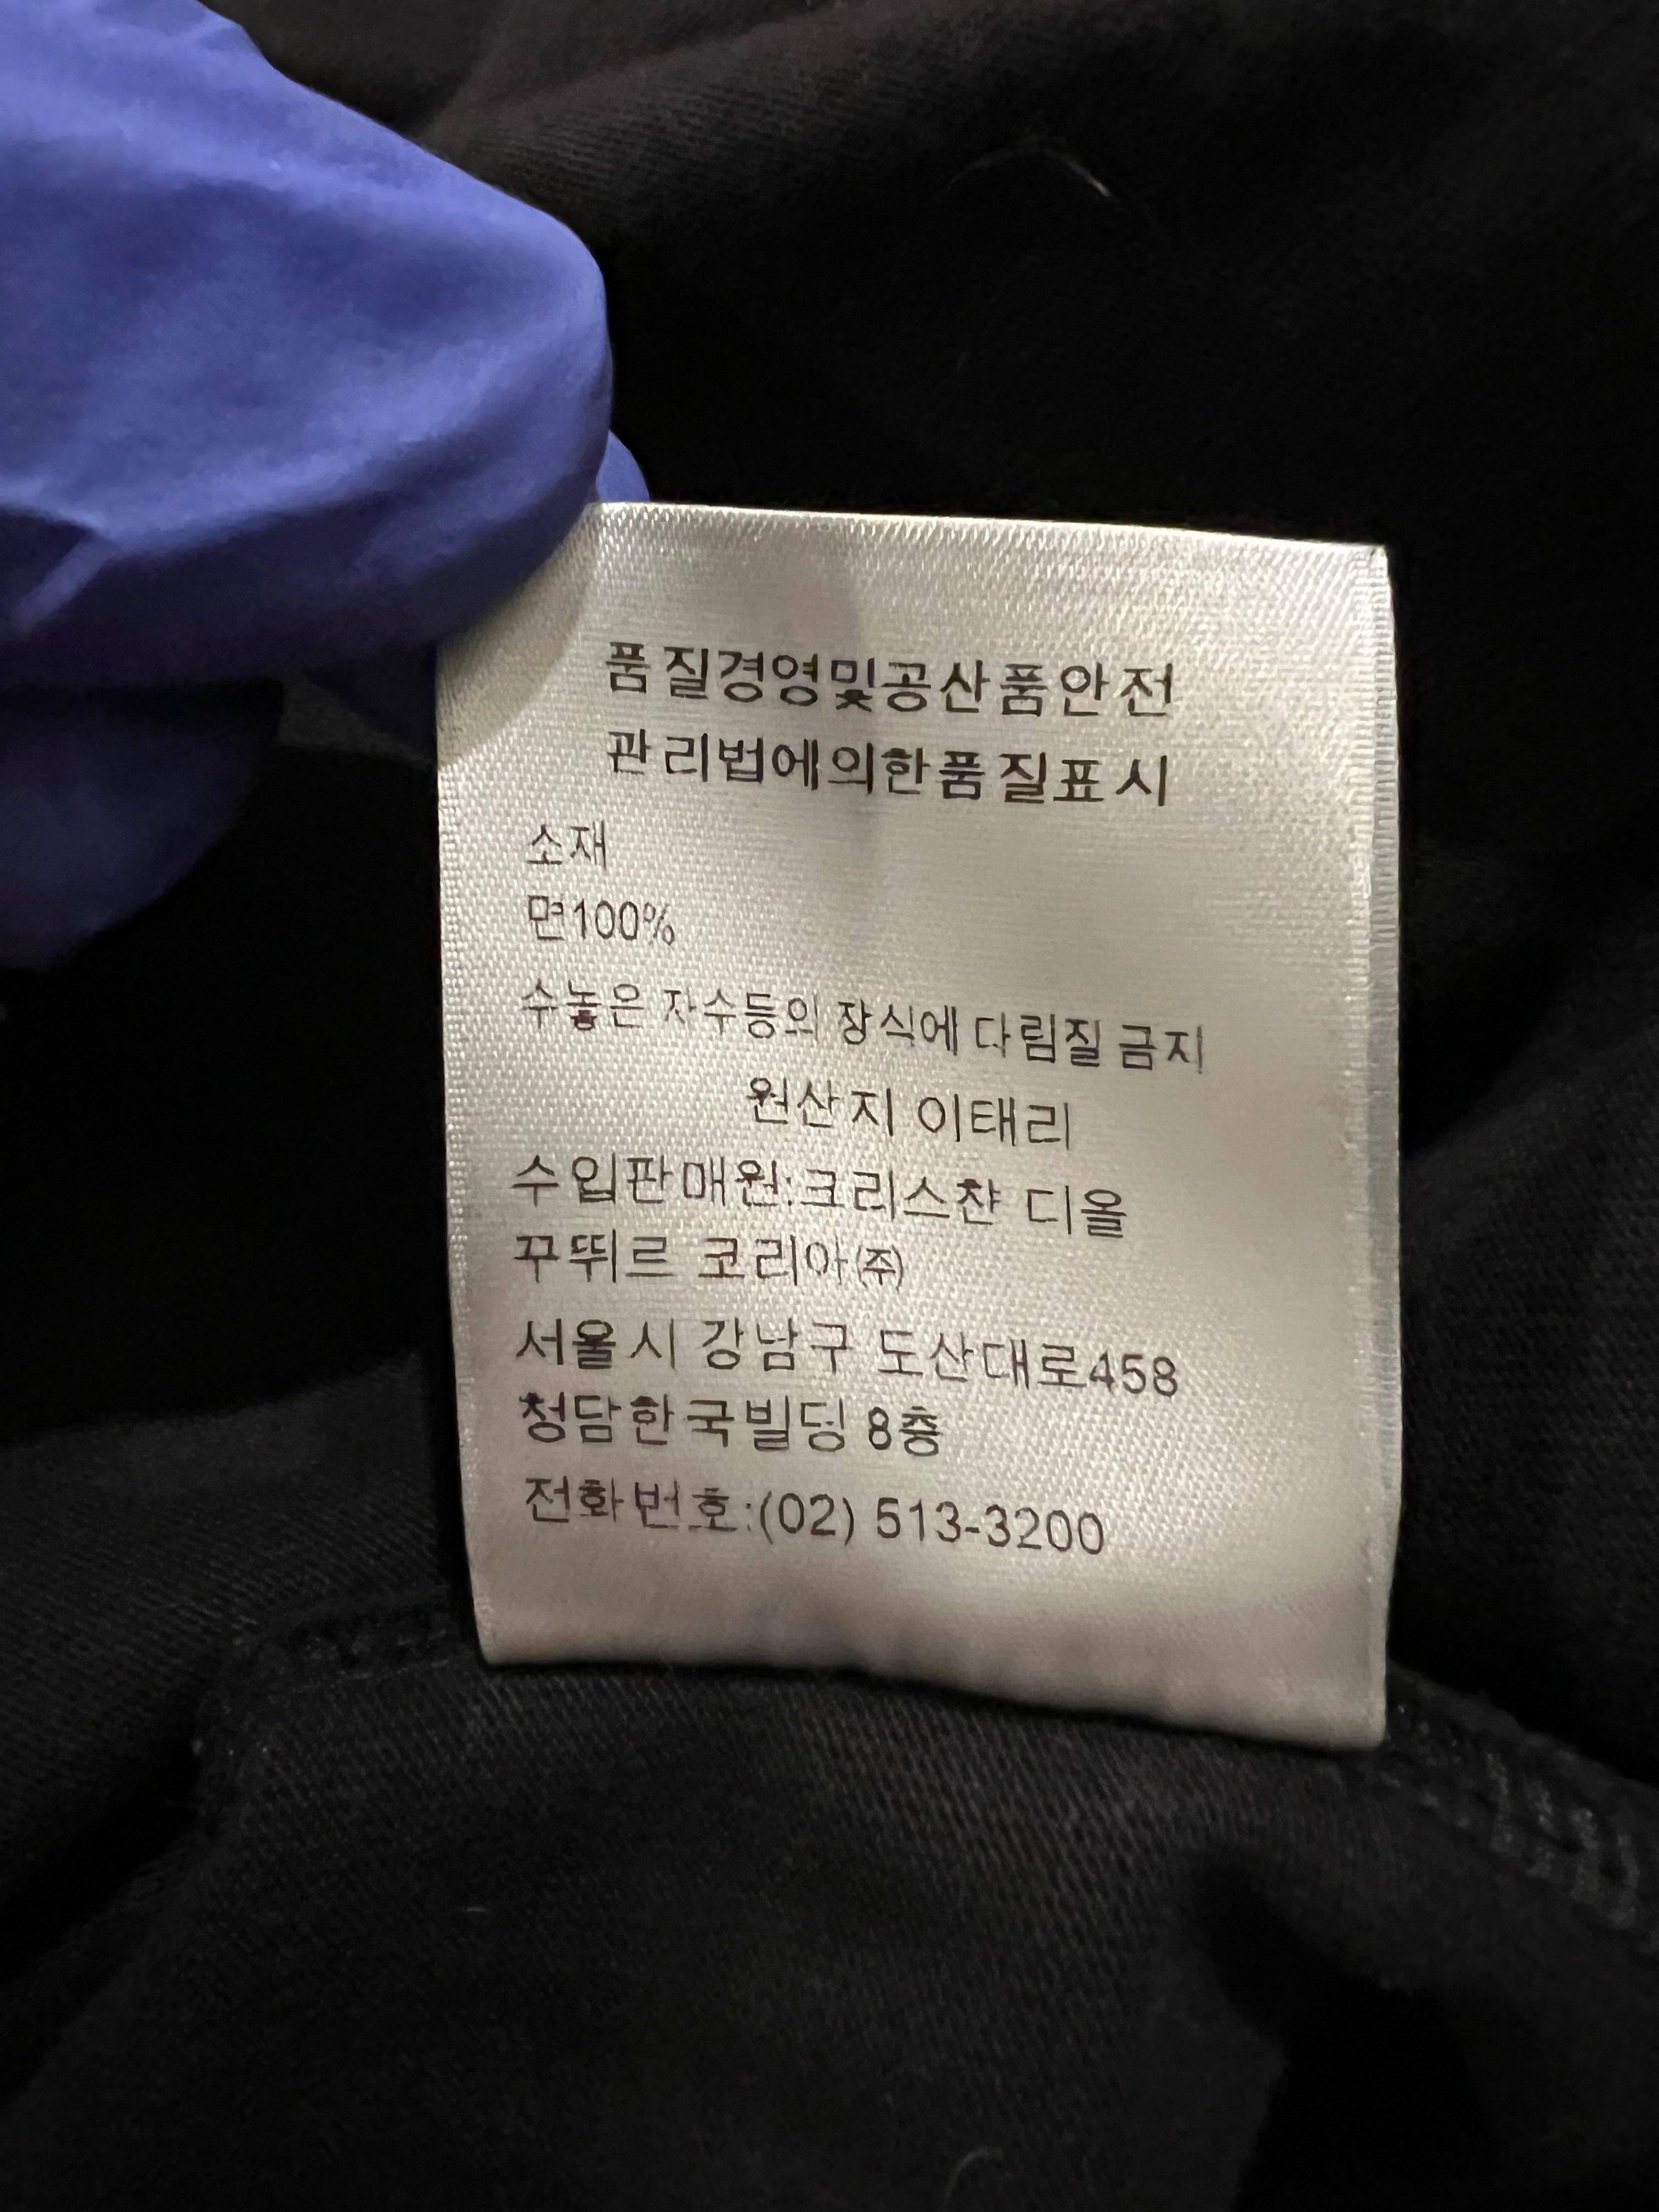 품질경영및공산품안전
관리법에의한품질표시
소재
면100%
수놓은 자수등의 장식에 다림질 금지
원산지 이태리
수입판매원:크리스챤 디올
꾸뛰르 코리아(주)
서울시 강남구 도산대로458
청담한국빌딩 8층
전화번호:(02) 513-3200